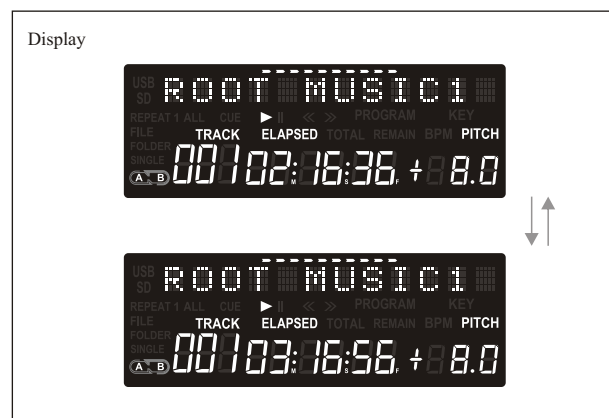 Display
USB
SD
ROOT MUSIC1
REPEAT 1 ALL CUE ▶ II ≪ ≫ PROGRAM KEY
FILE
FOLDER
SINGLE
TRACK ELAPSED TOTAL REMAIN BPM PITCH
A B 001 02:M 16:S 36.F + 8.0
USB
SD
ROOT MUSIC1
REPEAT 1 ALL CUE ▶ II ≪ ≫ PROGRAM KEY
FILE
FOLDER
SINGLE
TRACK ELAPSED TOTAL REMAIN BPM PITCH
A B 001 03:M 16:S 56.F + 8.0